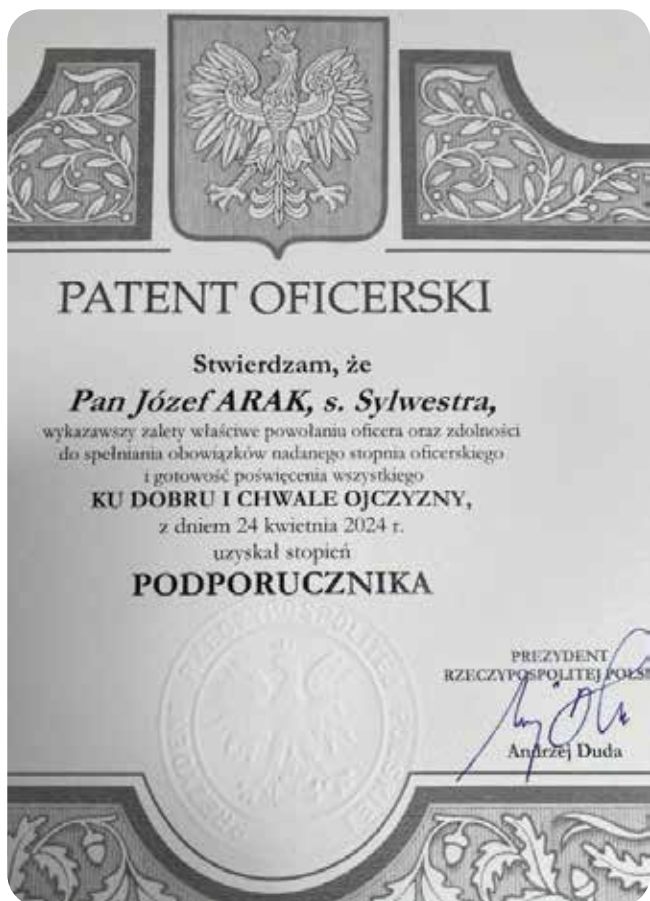 PATENT OFICERSKI
Stwierdzam, że
Pan Józef ARAK, s. Sylwestra,
wykazawszy zalety właściwe powołaniu oficera oraz zdolności
do spełniania obowiązków nadanego stopnia oficerskiego
i gotowość poświęcenia wszystkiego
KU DOBRU I CHWALE OJCZYZNY,
z dniem 24 kwietnia 2024 r.
uzyskał stopień
PODPORUCZNIKA
PREZYDENT
RZECZYPOSPOLITEJ POLSK
Andrzej Duda